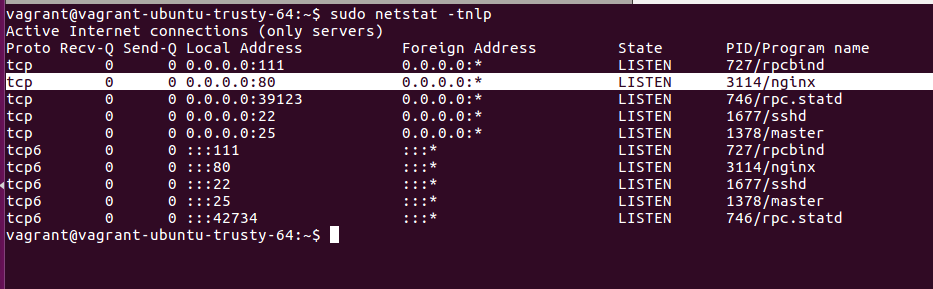 vagrant@vagrant-ubuntu-trusty-64:~$ sudo netstat -tnlp
Active Internet connections (only servers)
Proto Recv-Q Send-Q Local Address           Foreign Address         State       PID/Program name
tcp        0      0 0.0.0.0:111             0.0.0.0:*               LISTEN      727/rpcbind
tcp        0      0 0.0.0.0:80              0.0.0.0:*               LISTEN      3114/nginx
tcp        0      0 0.0.0.0:39123           0.0.0.0:*               LISTEN      746/rpc.statd
tcp        0      0 0.0.0.0:22              0.0.0.0:*               LISTEN      1677/sshd
tcp        0      0 0.0.0.0:25              0.0.0.0:*               LISTEN      1378/master
tcp6       0      0 :::111                  :::*                    LISTEN      727/rpcbind
tcp6       0      0 :::80                   :::*                    LISTEN      3114/nginx
tcp6       0      0 :::22                   :::*                    LISTEN      1677/sshd
tcp6       0      0 :::25                   :::*                    LISTEN      1378/master
tcp6       0      0 :::42734                :::*                    LISTEN      746/rpc.statd
vagrant@vagrant-ubuntu-trusty-64:~$